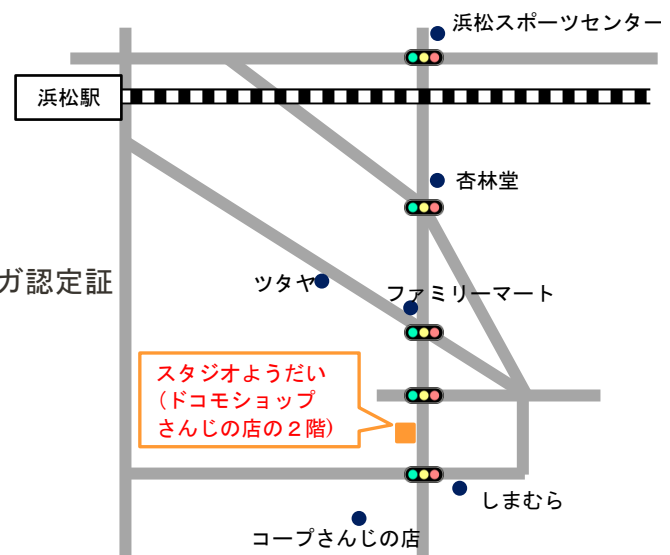 浜松スポーツセンター
浜松駅
杏林堂
ガ認定証
ツタヤ
ファミリーマート
スタジオようだい
(ドコモショップ
さんじの店の２階)
しまむら
コープさんじの店